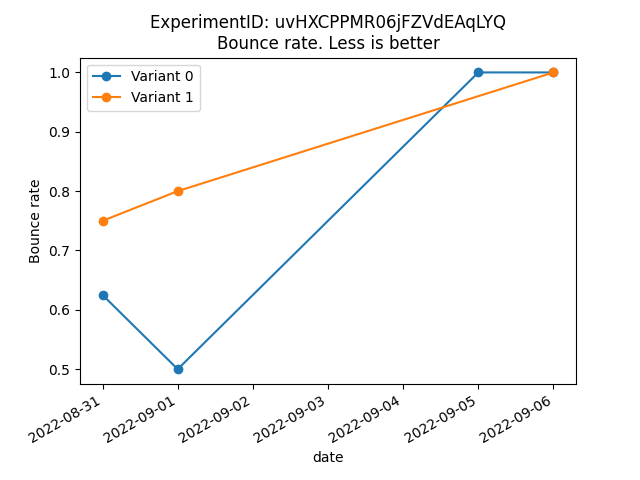 ExperimentID: uvHXCPPMR06jFZVdEAqLYQ
Bounce rate. Less is better
Variant 0
Variant 1
1.0
0.9
0.8
0.7
0.6
0.5
Bounce rate
2022-08-31
2022-09-01
2022-09-02
2022-09-03
2022-09-04
2022-09-05
2022-09-06
date